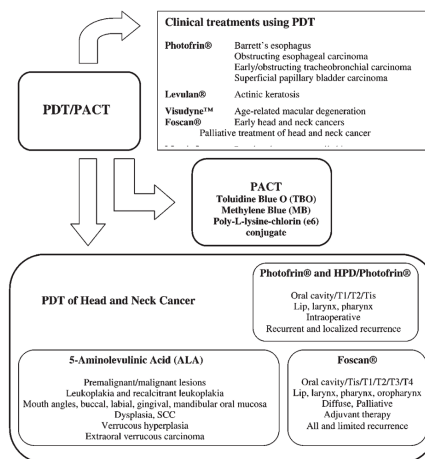 Clinical treatments using PDT
Photofrin® Barrett's esophagus
Obstructing esophageal carcinoma
Early/obstructing tracheobronchial carcinoma
Superficial papillary bladder carcinoma
Levulan® Actinic keratosis
Visudyne™ Age-related macular degeneration
Foscan® Early head and neck cancers
Palliative treatment of head and neck cancer
PDT/PACT
PACT
Toluidine Blue O (TBO)
Methylene Blue (MB)
Poly-L-lysine-chlorin (e6)
conjugate
PDT of Head and Neck Cancer
Photofrin® and HPD/Photofrin®
Oral cavity/T1/T2/Tis
Lip, larynx, pharynx
Intraoperative
Recurrent and localized recurrence
5-Aminolevulinic Acid (ALA)
Premalignant/malignant lesions
Leukoplakia and recalcitrant leukoplakia
Mouth angles, buccal, labial, gingival, mandibular oral mucosa
Dysplasia, SCC
Verrucous hyperplasia
Extraoral verrucous carcinoma
Foscan®
Oral cavity/Tis/T1/T2/T3/T4
Lip, larynx, pharynx, oropharynx
Diffuse, Palliative
Adjuvant therapy
All and limited recurrence